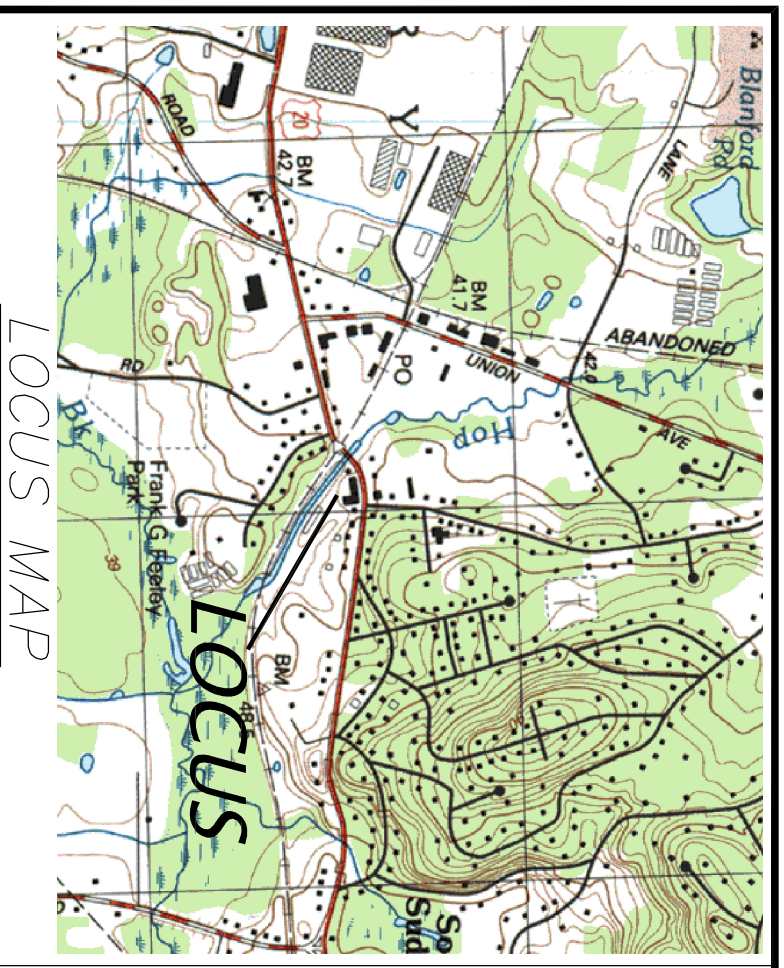 Blanford
Pd
LANE
ROAD
20
Y
BM
42.7
BM
41.7
ABANDONED
42.0
UNION
AVE
PO
RD
Hop
Bk
Frank G Feeley
Park
39
BM
LOCUS
So
Sud
LOCUS MAP